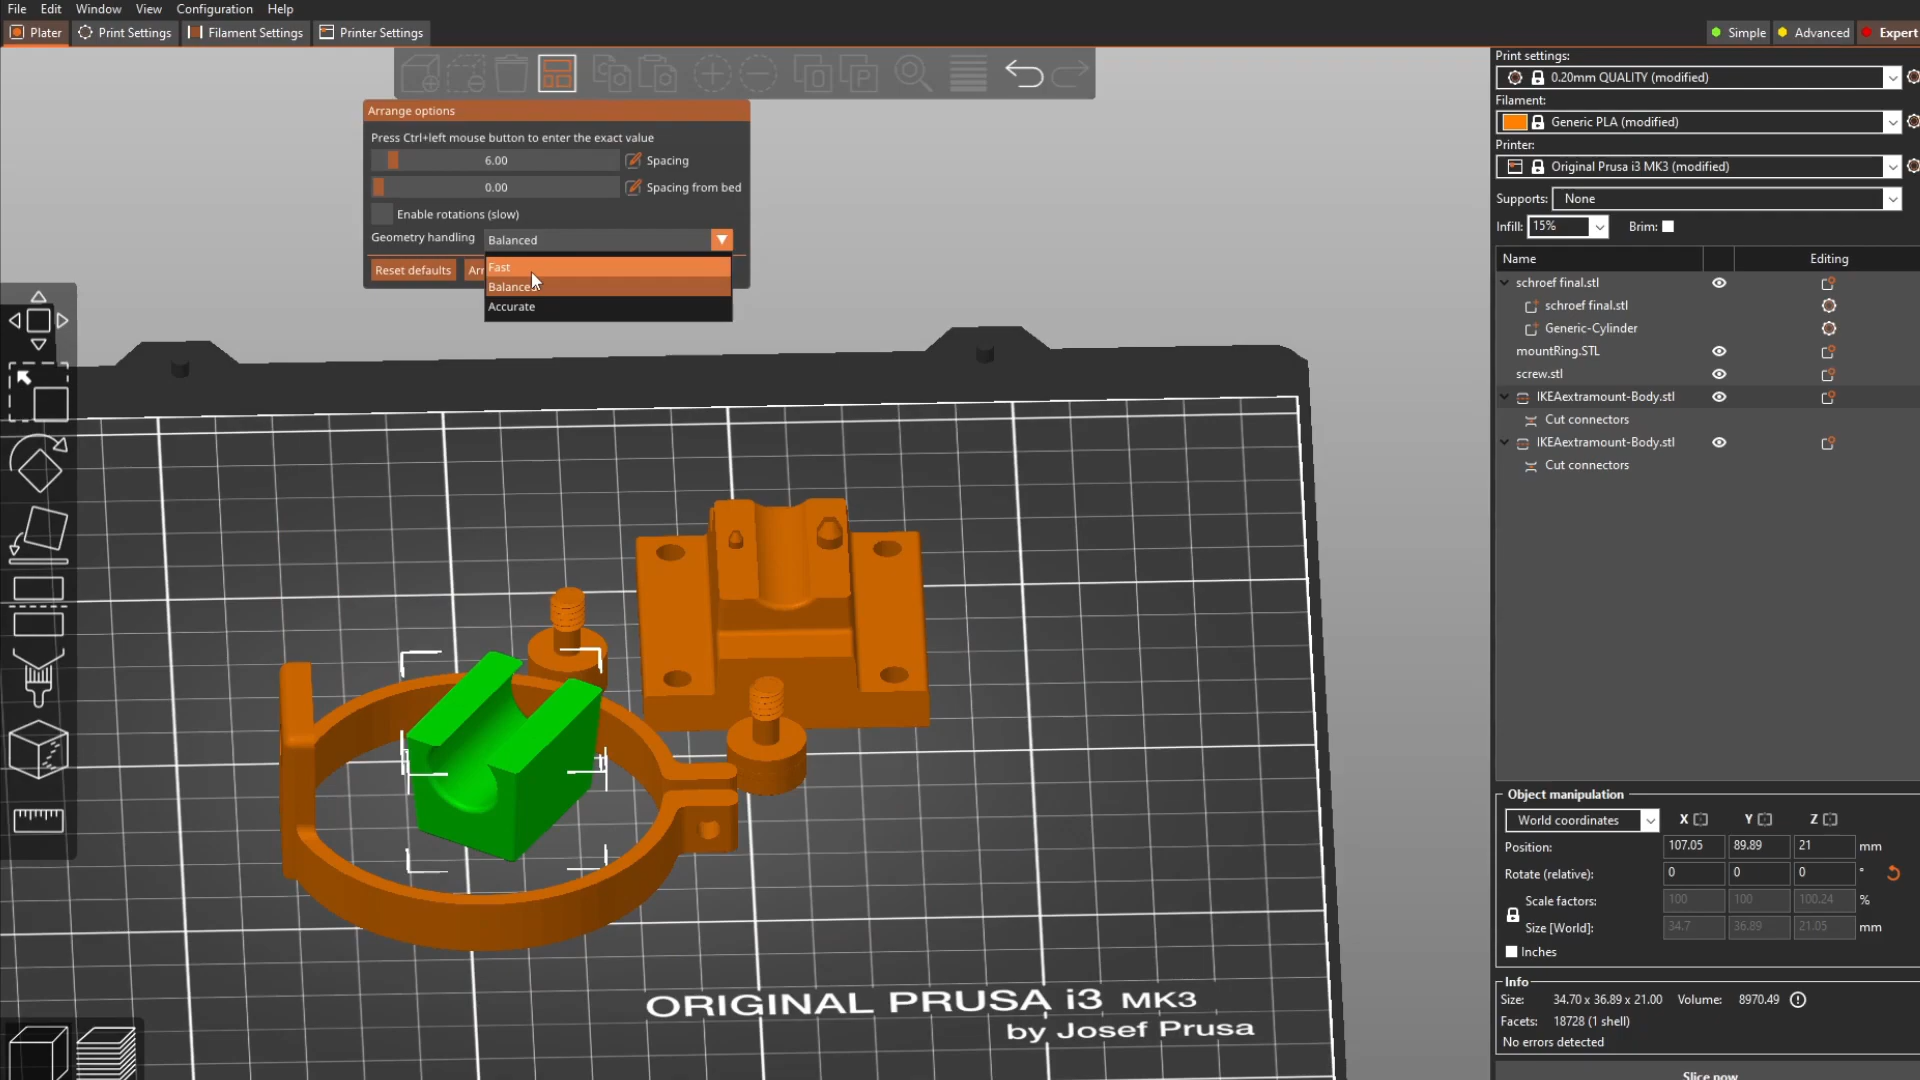 File Edit Window View Configuration Help
Plater Print Settings Filament Settings Printer Settings
Simple Advanced Expert
Arrange options
Press Ctrl+left mouse button to enter the exact value
6.00 Spacing
0.00 Spacing from bed
Enable rotations (slow)
Geometry handling Balanced
Reset defaults Arr
Fast
Balanced
Accurate
Print settings:
0.20mm QUALITY (modified)
Filament:
Generic PLA (modified)
Printer:
Original Prusa i3 MK3 (modified)
Supports: None
Infill: 15% Brim:
Name Editing
schroef final.stl
schroef final.stl
Generic-Cylinder
mountRing.STL
screw.stl
IKEAextramount-Body.stl
Cut connectors
IKEAextramount-Body.stl
Cut connectors
ORIGINAL PRUSA i3 MK3
by Josef Prusa
Object manipulation
World coordinates X Y Z
Position: 107.05 89.89 21 mm
Rotate (relative): 0 0 0 °
Scale factors: 100 100 100.24 %
Size [World]: 34.7 36.89 21.05 mm
Inches
Info
Size: 34.70 x 36.89 x 21.00 Volume: 8970.49
Facets: 18728 (1 shell)
No errors detected
Slice now